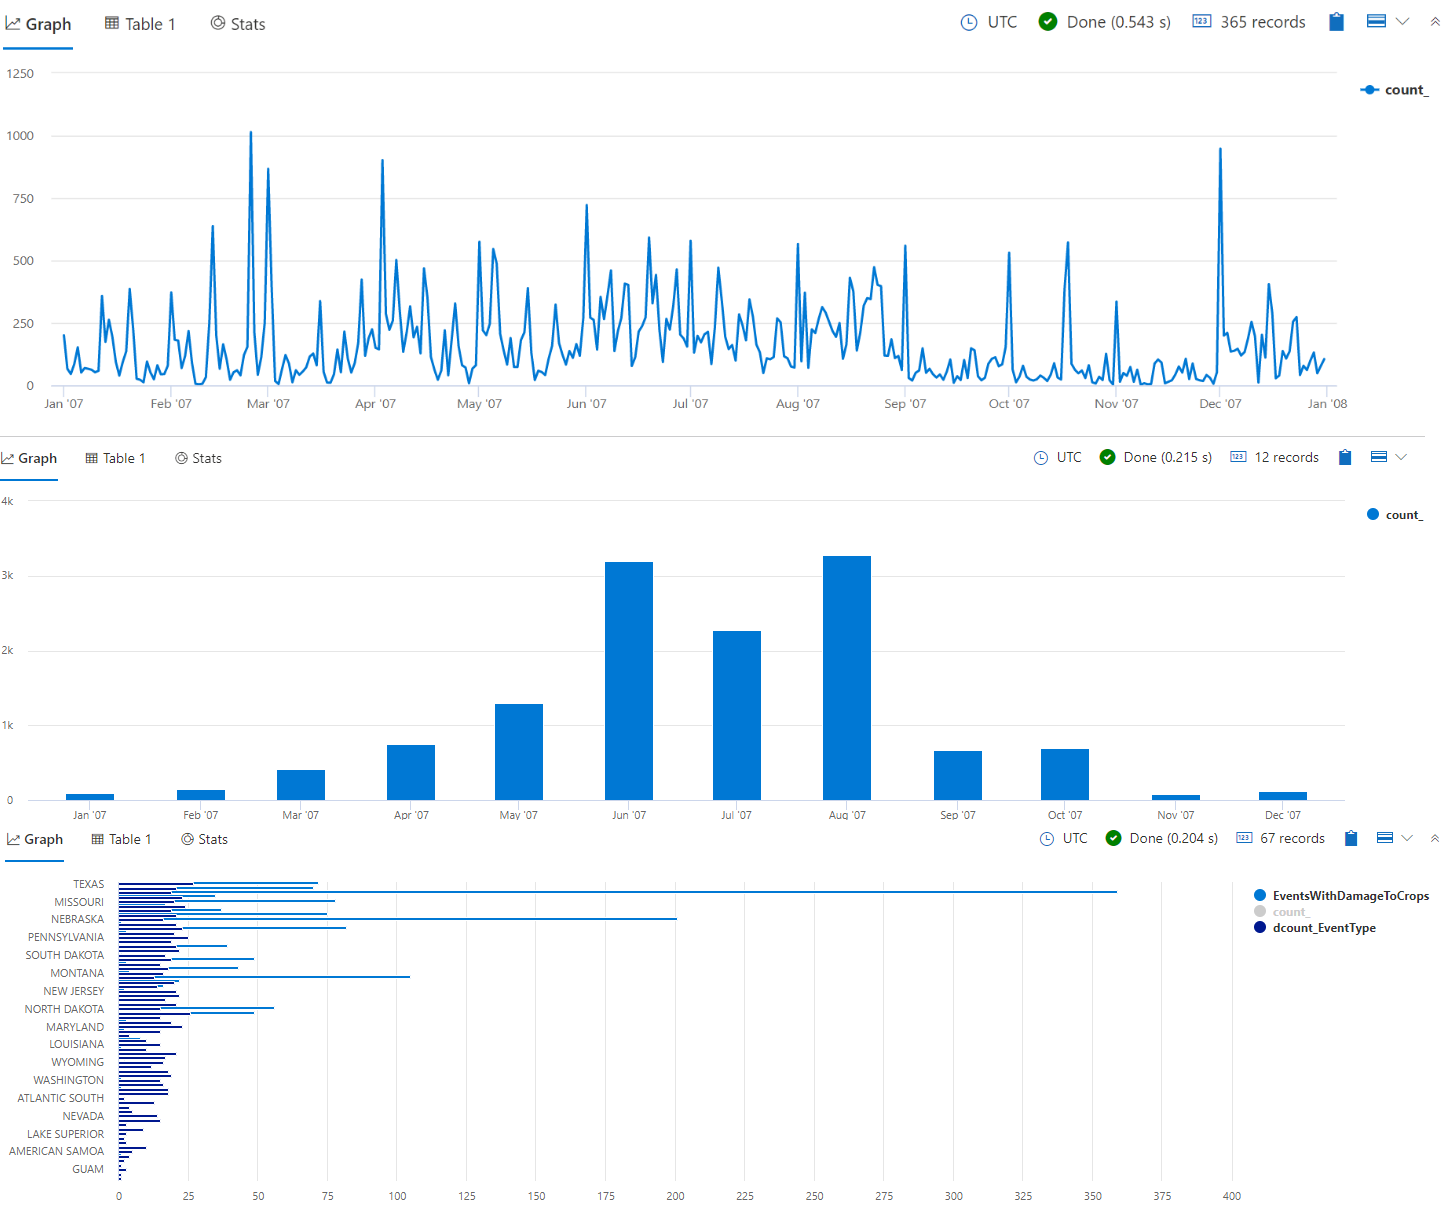 Graph Table 1 Stats UTC Done (0.543 s) 123 365 records
1250
count_
1000
750
500
250
0
Jan '07 Feb '07 Mar '07 Apr '07 May '07 Jun '07 Jul '07 Aug '07 Sep '07 Oct '07 Nov '07 Dec '07 Jan '08
Graph Table 1 Stats UTC Done (0.215 s) 123 12 records
4k
count_
3k
2k
1k
0
Jan '07 Feb '07 Mar '07 Apr '07 May '07 Jun '07 Jul '07 Aug '07 Sep '07 Oct '07 Nov '07 Dec '07
Graph Table 1 Stats UTC Done (0.204 s) 123 67 records
TEXAS
EventsWithDamageToCrops
MISSOURI
count_
NEBRASKA
dcount_EventType
PENNSYLVANIA
SOUTH DAKOTA
MONTANA
NEW JERSEY
NORTH DAKOTA
MARYLAND
LOUISIANA
WYOMING
WASHINGTON
ATLANTIC SOUTH
NEVADA
LAKE SUPERIOR
AMERICAN SAMOA
GUAM
0 25 50 75 100 125 150 175 200 225 250 275 300 325 350 375 400